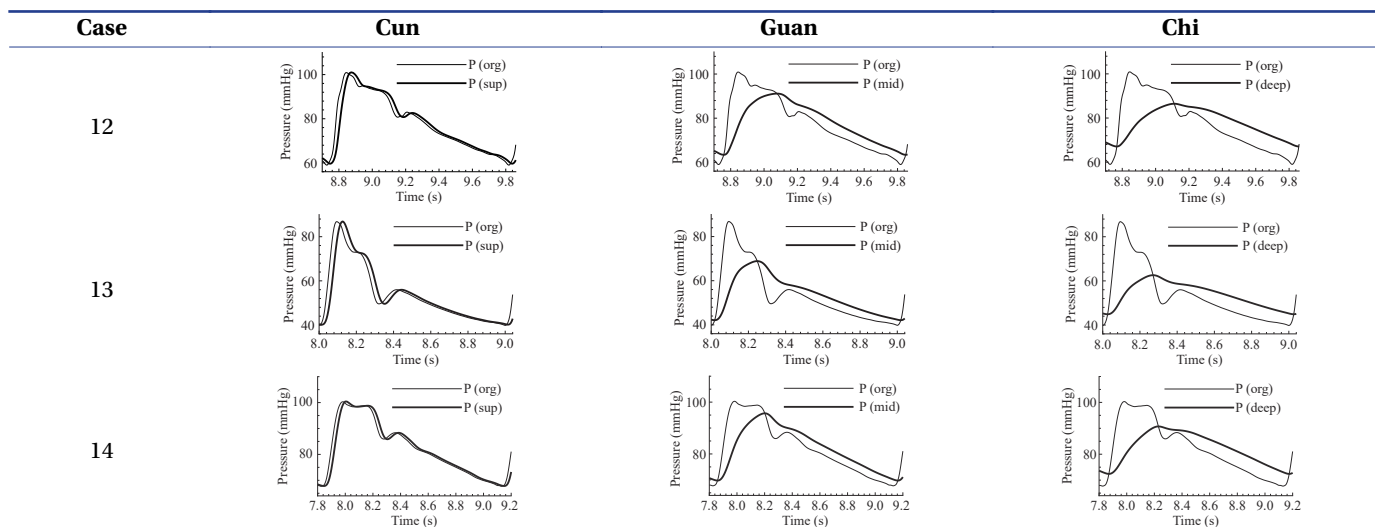 Case Cun Guan Chi
12
Pressure (mmHg)
100
80
60
P (org)
P (sup)
8.8 9.0 9.2 9.4 9.6 9.8
Time (s)
Pressure (mmHg)
100
80
60
P (org)
P (mid)
8.8 9.0 9.2 9.4 9.6 9.8
Time (s)
Pressure (mmHg)
100
80
60
P (org)
P (deep)
8.8 9.0 9.2 9.4 9.6 9.8
Time (s)
13
Pressure (mmHg)
80
60
40
P (org)
P (sup)
8.0 8.2 8.4 8.6 8.8 9.0
Time (s)
Pressure (mmHg)
80
60
40
P (org)
P (mid)
8.0 8.2 8.4 8.6 8.8 9.0
Time (s)
Pressure (mmHg)
80
60
40
P (org)
P (deep)
8.0 8.2 8.4 8.6 8.8 9.0
Time (s)
14
Pressure (mmHg)
100
80
P (org)
P (sup)
7.8 8.0 8.2 8.4 8.6 8.8 9.0 9.2
Time (s)
Pressure (mmHg)
100
80
P (org)
P (mid)
7.8 8.0 8.2 8.4 8.6 8.8 9.0 9.2
Time (s)
Pressure (mmHg)
100
80
P (org)
P (deep)
7.8 8.0 8.2 8.4 8.6 8.8 9.0 9.2
Time (s)